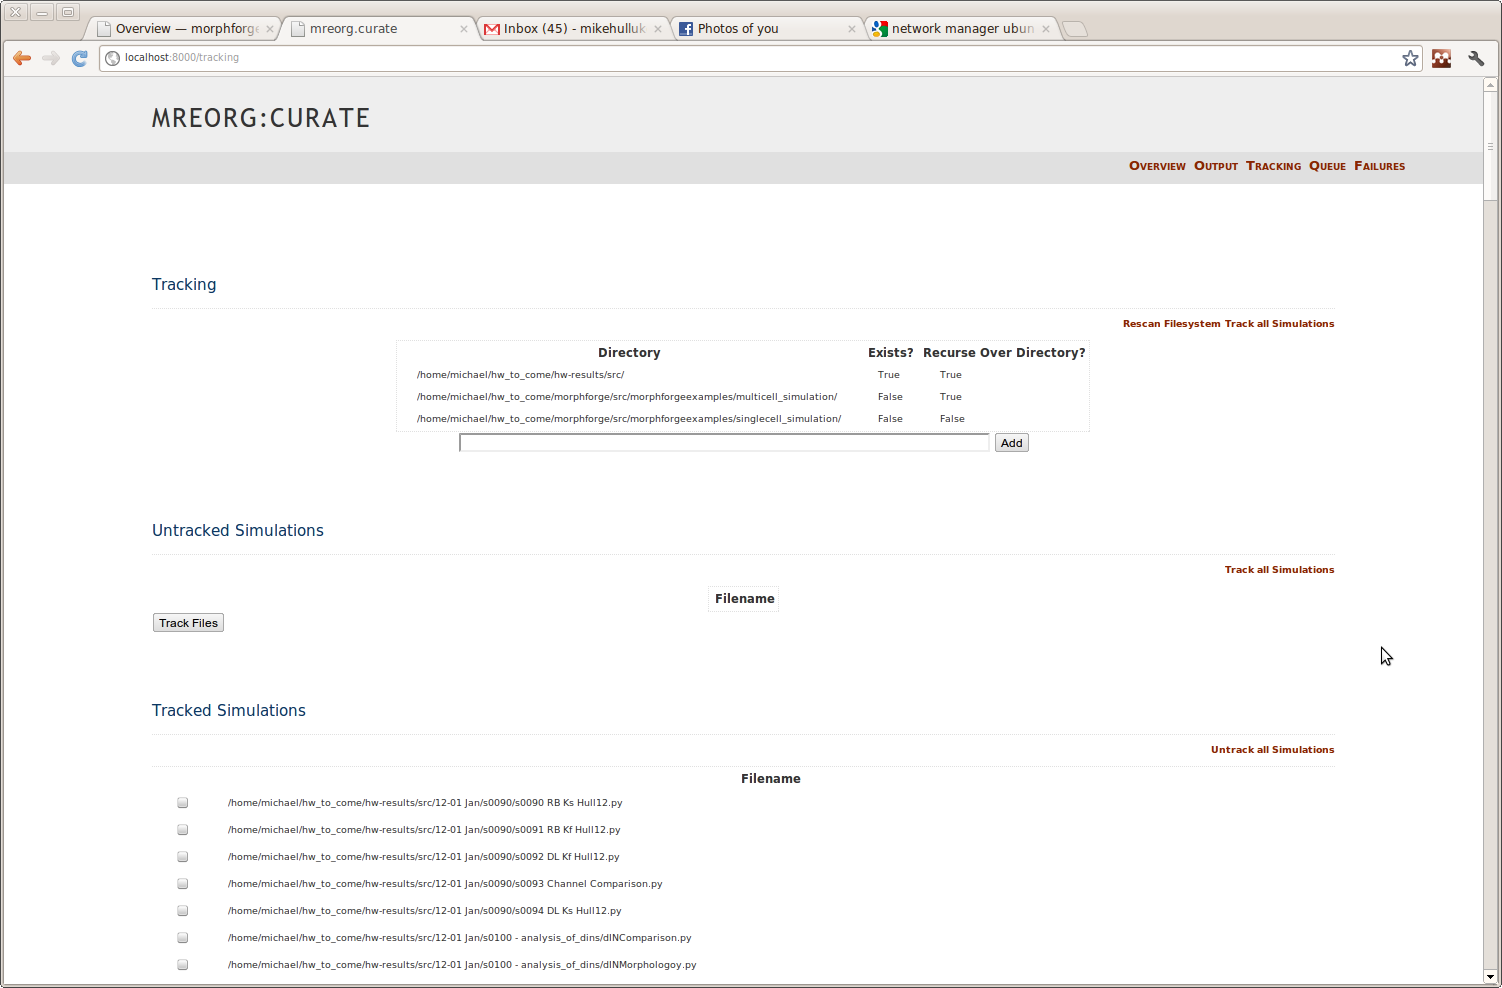 Overview — morphforge
mreorg.curate
Inbox (45) - mikehulluk
Photos of you
network manager ubun
localhost:8000/tracking
MREORG:CURATE
Overview Output Tracking Queue Failures
Tracking
Rescan Filesystem Track all Simulations
Directory Exists? Recurse Over Directory?
/home/michael/hw_to_come/hw-results/src/ True True
/home/michael/hw_to_come/morphforge/src/morphforgeexamples/multicell_simulation/ False True
/home/michael/hw_to_come/morphforge/src/morphforgeexamples/singlecell_simulation/ False False
Add
Untracked Simulations
Track all Simulations
Filename
Track Files
Tracked Simulations
Untrack all Simulations
Filename
/home/michael/hw_to_come/hw-results/src/12-01 Jan/s0090/s0090 RB Ks Hull12.py
/home/michael/hw_to_come/hw-results/src/12-01 Jan/s0090/s0091 RB Kf Hull12.py
/home/michael/hw_to_come/hw-results/src/12-01 Jan/s0090/s0092 DL Kf Hull12.py
/home/michael/hw_to_come/hw-results/src/12-01 Jan/s0090/s0093 Channel Comparison.py
/home/michael/hw_to_come/hw-results/src/12-01 Jan/s0090/s0094 DL Ks Hull12.py
/home/michael/hw_to_come/hw-results/src/12-01 Jan/s0100 - analysis_of_dins/dINComparison.py
/home/michael/hw_to_come/hw-results/src/12-01 Jan/s0100 - analysis_of_dins/dINMorphologoy.py